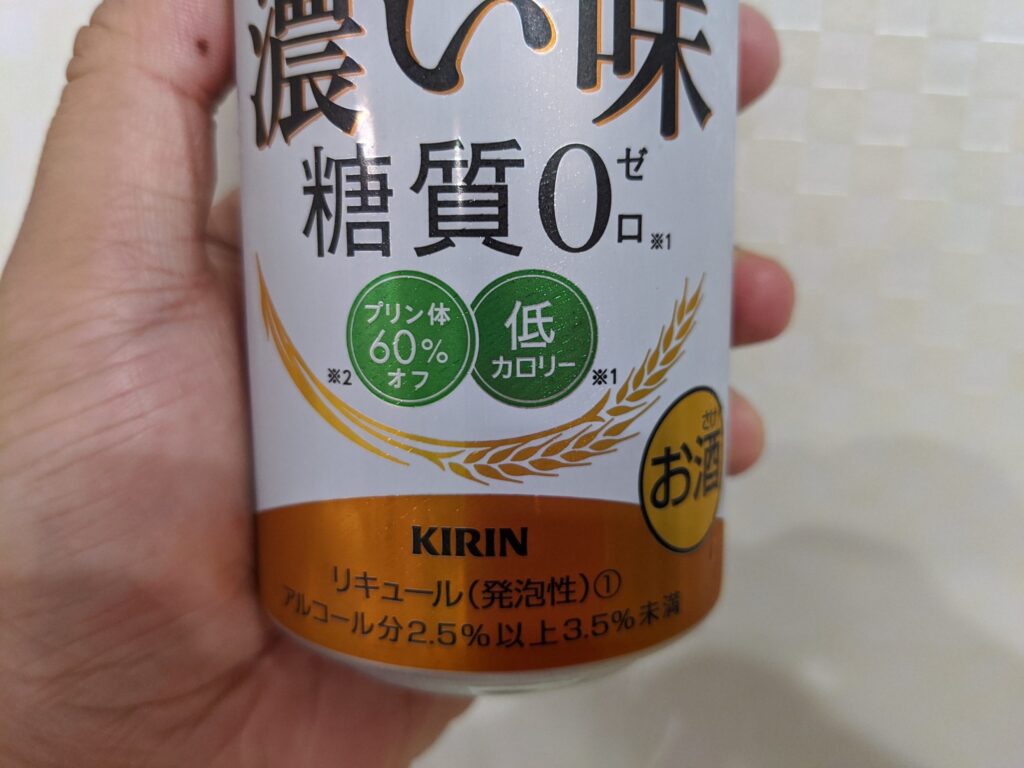 濃い味
糖質0 ゼロ ※1
プリン体
60%
オフ
※2
低
カロリー
※1
さけ
お酒
KIRIN
リキュール(発泡性)①
アルコール分2.5%以上3.5%未満